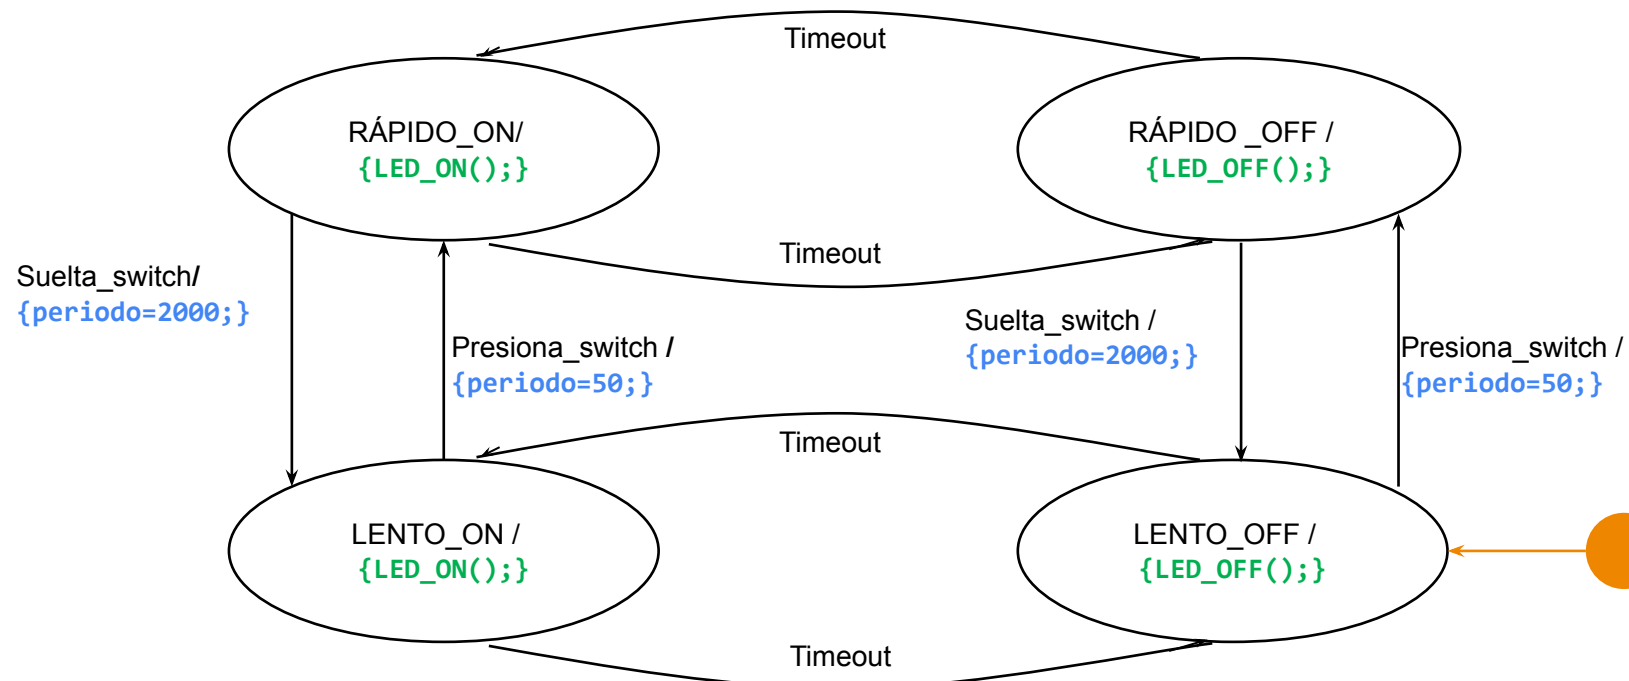 Timeout
RÁPIDO_ON/
{LED_ON();}
RÁPIDO _OFF /
{LED_OFF();}
Timeout
Suelta_switch/
{periodo=2000;}
Presiona_switch /
{periodo=50;}
Suelta_switch /
{periodo=2000;}
Presiona_switch /
{periodo=50;}
Timeout
LENTO_ON /
{LED_ON();}
LENTO_OFF /
{LED_OFF();}
Timeout